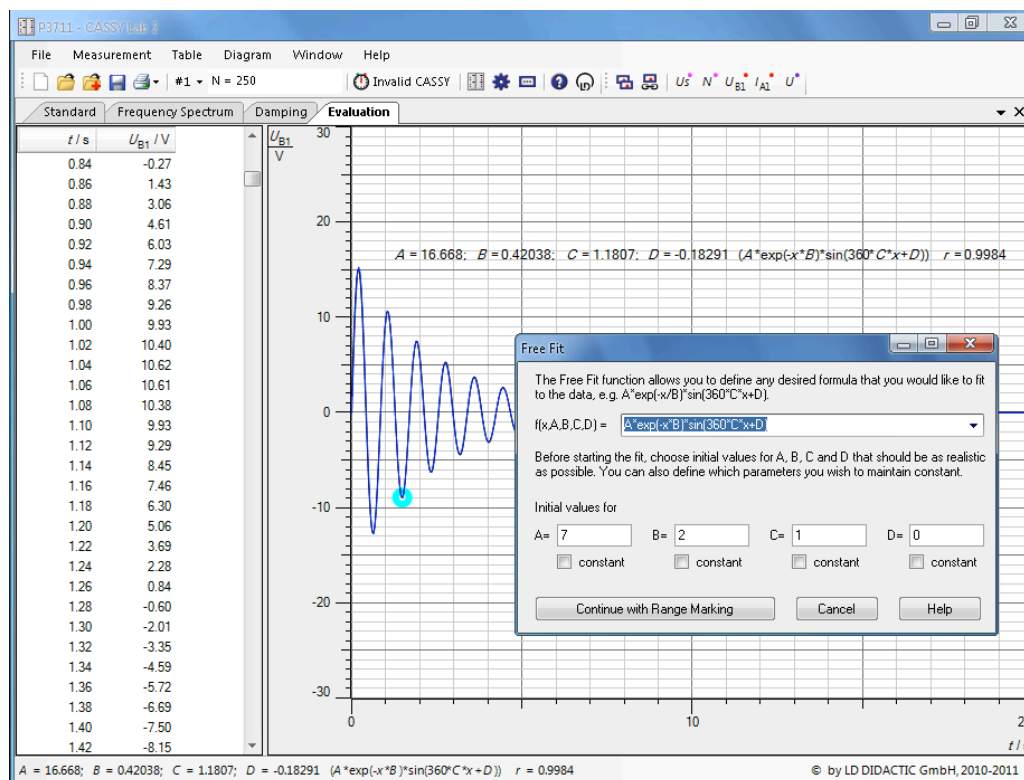 P3711 - CASSY Lab 2
File Measurement Table Diagram Window Help
#1 N = 250 Invalid CASSY Us N UB1 IA1 U
Standard Frequency Spectrum Damping Evaluation
t / s UB1 / V
0.84 -0.27
0.86 1.43
0.88 3.06
0.90 4.61
0.92 6.03
0.94 7.29
0.96 8.37
0.98 9.26
1.00 9.93
1.02 10.40
1.04 10.62
1.06 10.61
1.08 10.38
1.10 9.93
1.12 9.29
1.14 8.45
1.16 7.46
1.18 6.30
1.20 5.06
1.22 3.69
1.24 2.28
1.26 0.84
1.28 -0.60
1.30 -2.01
1.32 -3.35
1.34 -4.59
1.36 -5.72
1.38 -6.69
1.40 -7.50
1.42 -8.15
UB1
V
30
20
10
0
-10
-20
-30
A = 16.668; B = 0.42038; C = 1.1807; D = -0.18291 (A*exp(-x*B)*sin(360*C*x+D)) r = 0.9984
0 10 2
t / s
Free Fit
The Free Fit function allows you to define any desired formula that you would like to fit
to the data, e.g. A*exp(-x/B)*sin(360*C*x+D).
f(x,A,B,C,D) = A*exp(-x*B)*sin(360*C*x+D)
Before starting the fit, choose initial values for A, B, C and D that should be as realistic
as possible. You can also define which parameters you wish to maintain constant.
Initial values for
A= 7 B= 2 C= 1 D= 0
constant constant constant constant
Continue with Range Marking Cancel Help
A = 16.668; B = 0.42038; C = 1.1807; D = -0.18291 (A*exp(-x*B)*sin(360*C*x+D)) r = 0.9984 © by LD DIDACTIC GmbH, 2010-2011